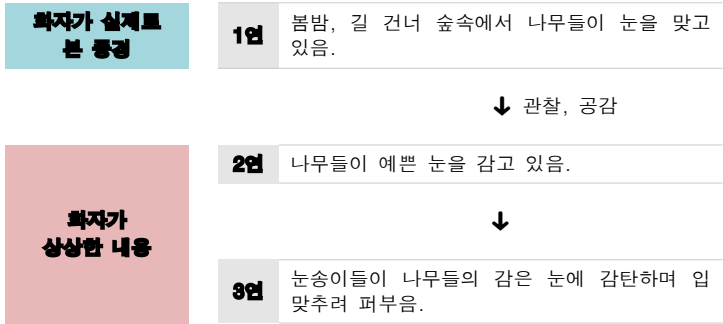 화자가 실제로
본 풍경
1연
봄밤, 길 건너 숲속에서 나무들이 눈을 맞고
있음.
↓ 관찰, 공감
화자가
상상한 내용
2연
나무들이 예쁜 눈을 감고 있음.
↓
3연
눈송이들이 나무들의 감은 눈에 감탄하며 입
맞추려 퍼부음.